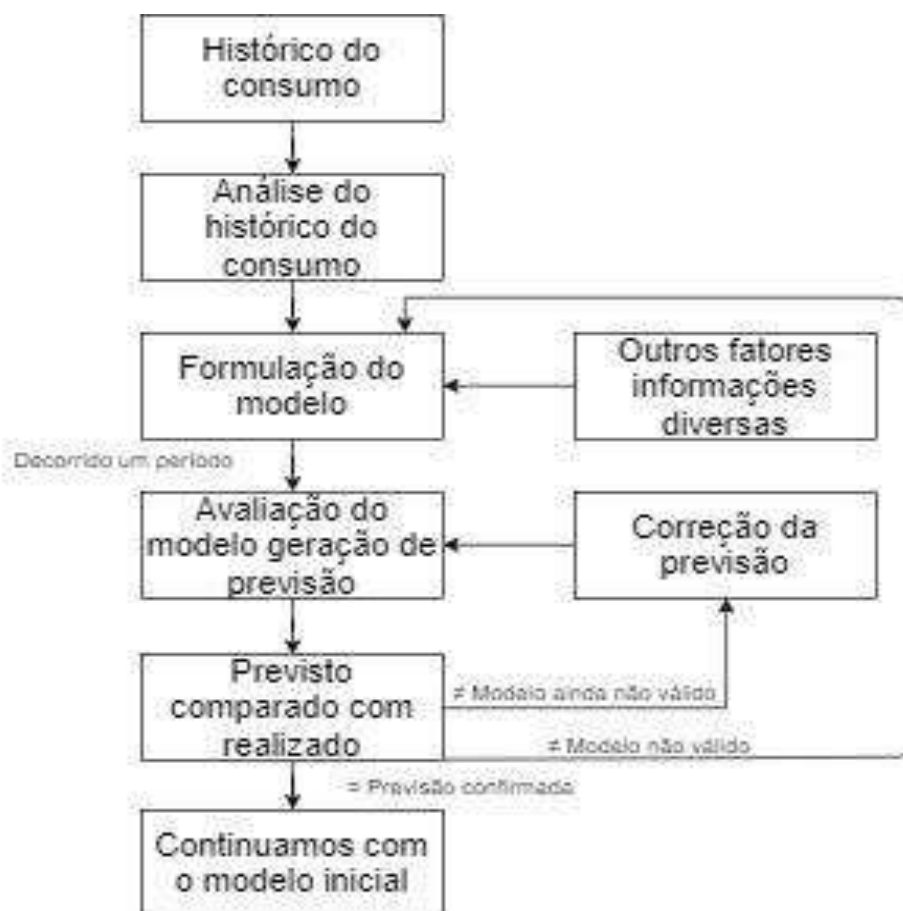 Histórico do
consumo
Análise do
histórico do
consumo
Formulação do
modelo
Outros fatores
informações
diversas
Decorrido um período
Avaliação do
modelo geração de
previsão
Correção da
previsão
Previsto
comparado com
realizado
≠ Modelo ainda não válido
≠ Modelo não válido
= Previsão confirmada
Continuamos com
o modelo inicial